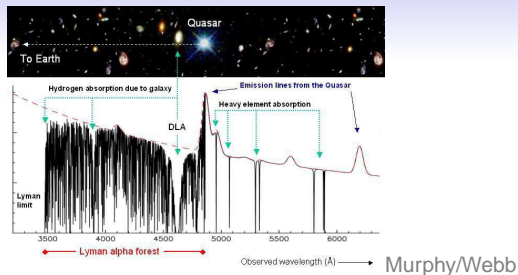 Quasar
To Earth
Hydrogen absorption due to galaxy
Emission lines from the Quasar
Heavy element absorption
DLA
Lyman
limit
3500 4000 4500 5000 5500 6000
Lyman alpha forest
Observed wavelength (Å)
Murphy/Webb